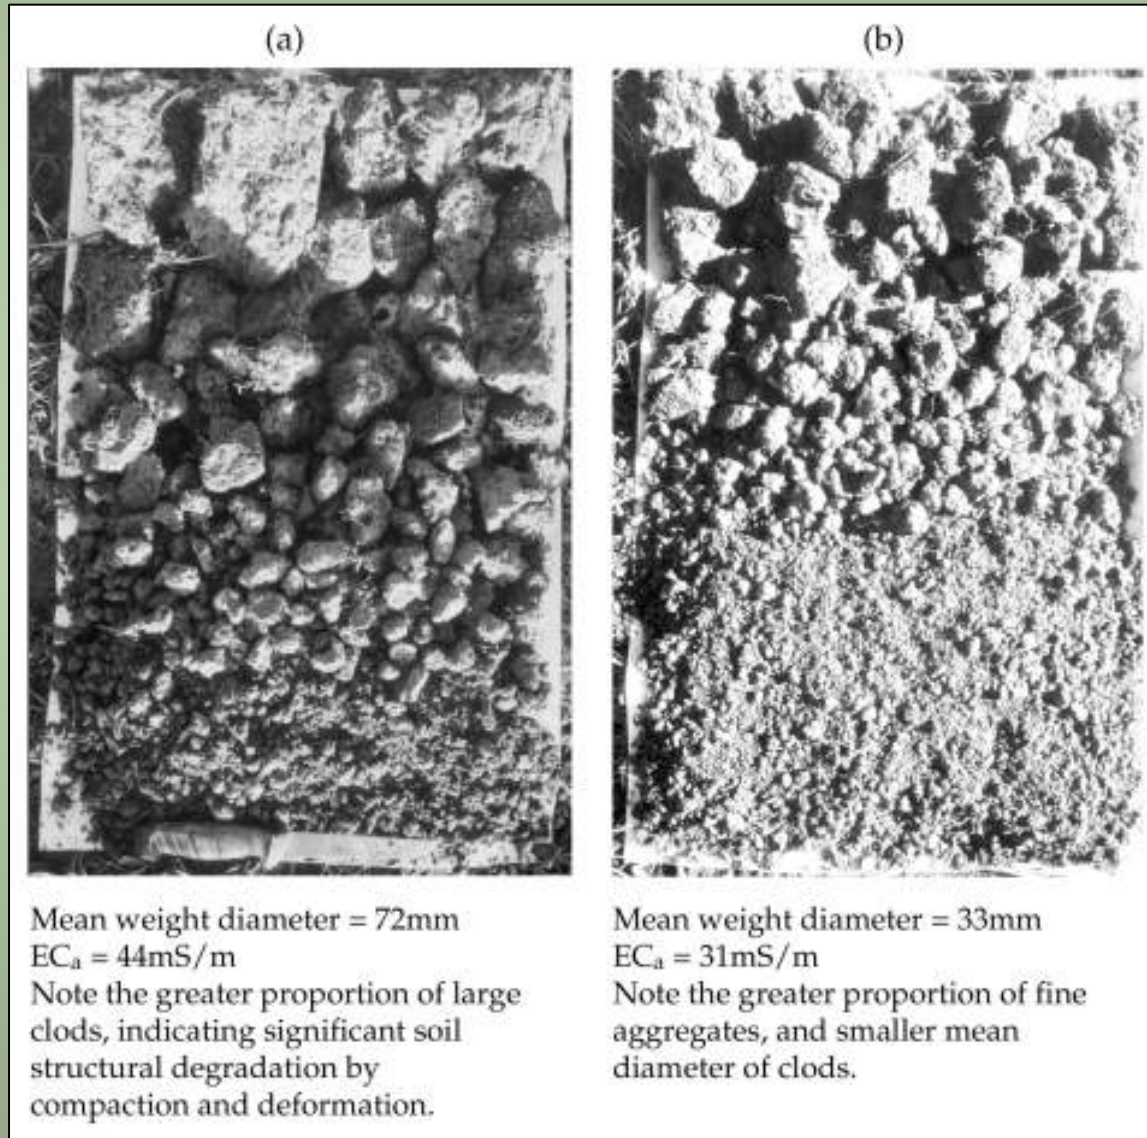 (a)
(b)
Mean weight diameter = 72mm
ECₐ = 44mS/m
Note the greater proportion of large
clods, indicating significant soil
structural degradation by
compaction and deformation.
Mean weight diameter = 33mm
ECₐ = 31mS/m
Note the greater proportion of fine
aggregates, and smaller mean
diameter of clods.